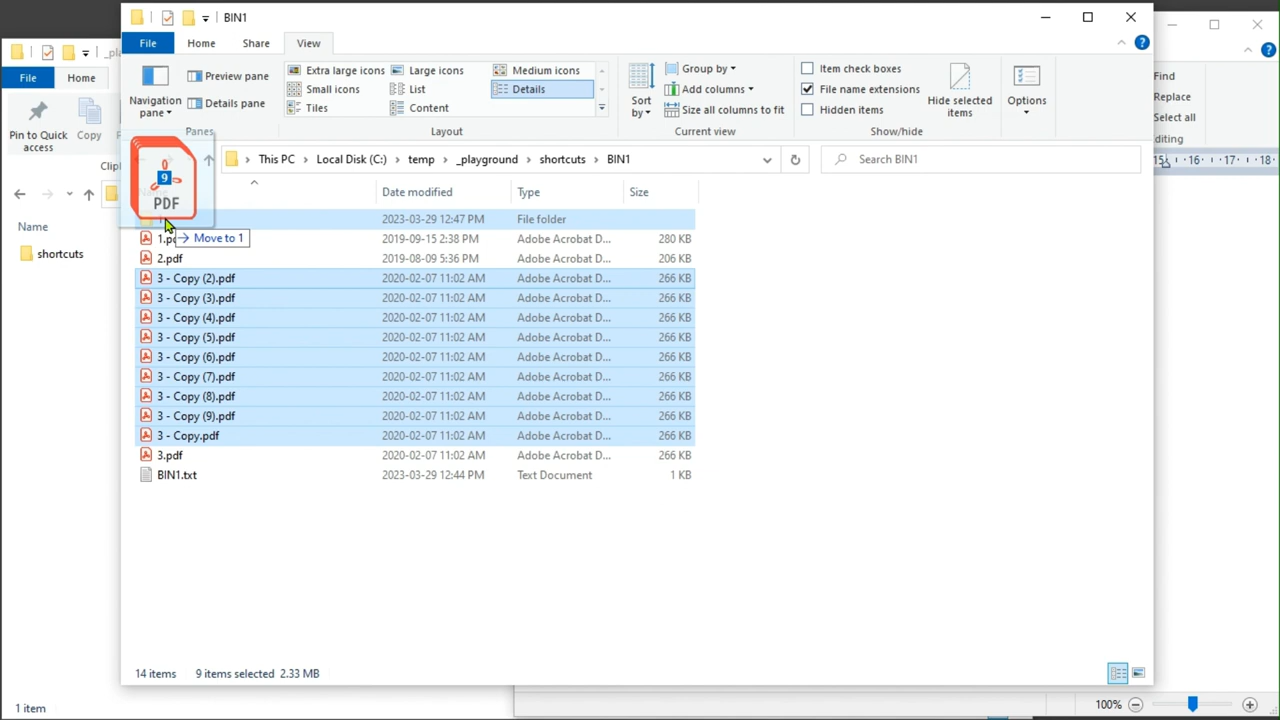 BIN1
File Home Share View
Navigation pane
Preview pane
Details pane
Panes
Extra large icons Large icons Medium icons
Small icons List Details
Tiles Content
Layout
Sort by
Group by
Add columns
Size all columns to fit
Current view
Item check boxes
File name extensions
Hidden items
Hide selected items
Show/hide
Options
This PC Local Disk (C:) temp _playground shortcuts BIN1
Search BIN1
Date modified Type Size
1 2023-03-29 12:47 PM File folder
9
PDF
Move to 1
1.p 2019-09-15 2:38 PM Adobe Acrobat D... 280 KB
2.pdf 2019-08-09 5:36 PM Adobe Acrobat D... 206 KB
3 - Copy (2).pdf 2020-02-07 11:02 AM Adobe Acrobat D... 266 KB
3 - Copy (3).pdf 2020-02-07 11:02 AM Adobe Acrobat D... 266 KB
3 - Copy (4).pdf 2020-02-07 11:02 AM Adobe Acrobat D... 266 KB
3 - Copy (5).pdf 2020-02-07 11:02 AM Adobe Acrobat D... 266 KB
3 - Copy (6).pdf 2020-02-07 11:02 AM Adobe Acrobat D... 266 KB
3 - Copy (7).pdf 2020-02-07 11:02 AM Adobe Acrobat D... 266 KB
3 - Copy (8).pdf 2020-02-07 11:02 AM Adobe Acrobat D... 266 KB
3 - Copy (9).pdf 2020-02-07 11:02 AM Adobe Acrobat D... 266 KB
3 - Copy.pdf 2020-02-07 11:02 AM Adobe Acrobat D... 266 KB
3.pdf 2020-02-07 11:02 AM Adobe Acrobat D... 266 KB
BIN1.txt 2023-03-29 12:44 PM Text Document 1 KB
14 items 9 items selected 2.33 MB
File Home
Pin to Quick access
Copy
Clip
Name
shortcuts
1 item
Find
Replace
Select all
diting
15 16 17 18
100%